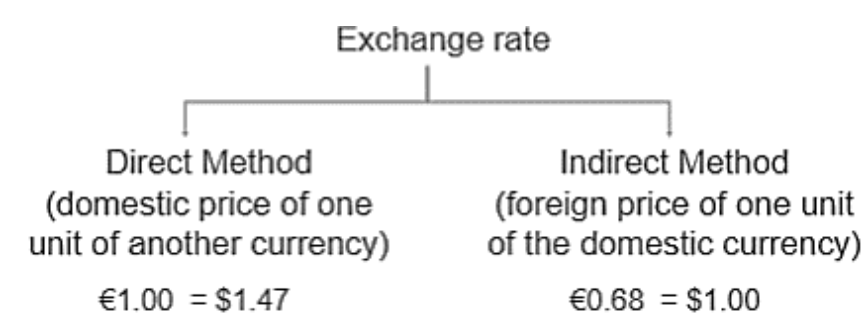 Exchange rate
Direct Method
(domestic price of one
unit of another currency)
€1.00 = $1.47
Indirect Method
(foreign price of one unit
of the domestic currency)
€0.68 = $1.00